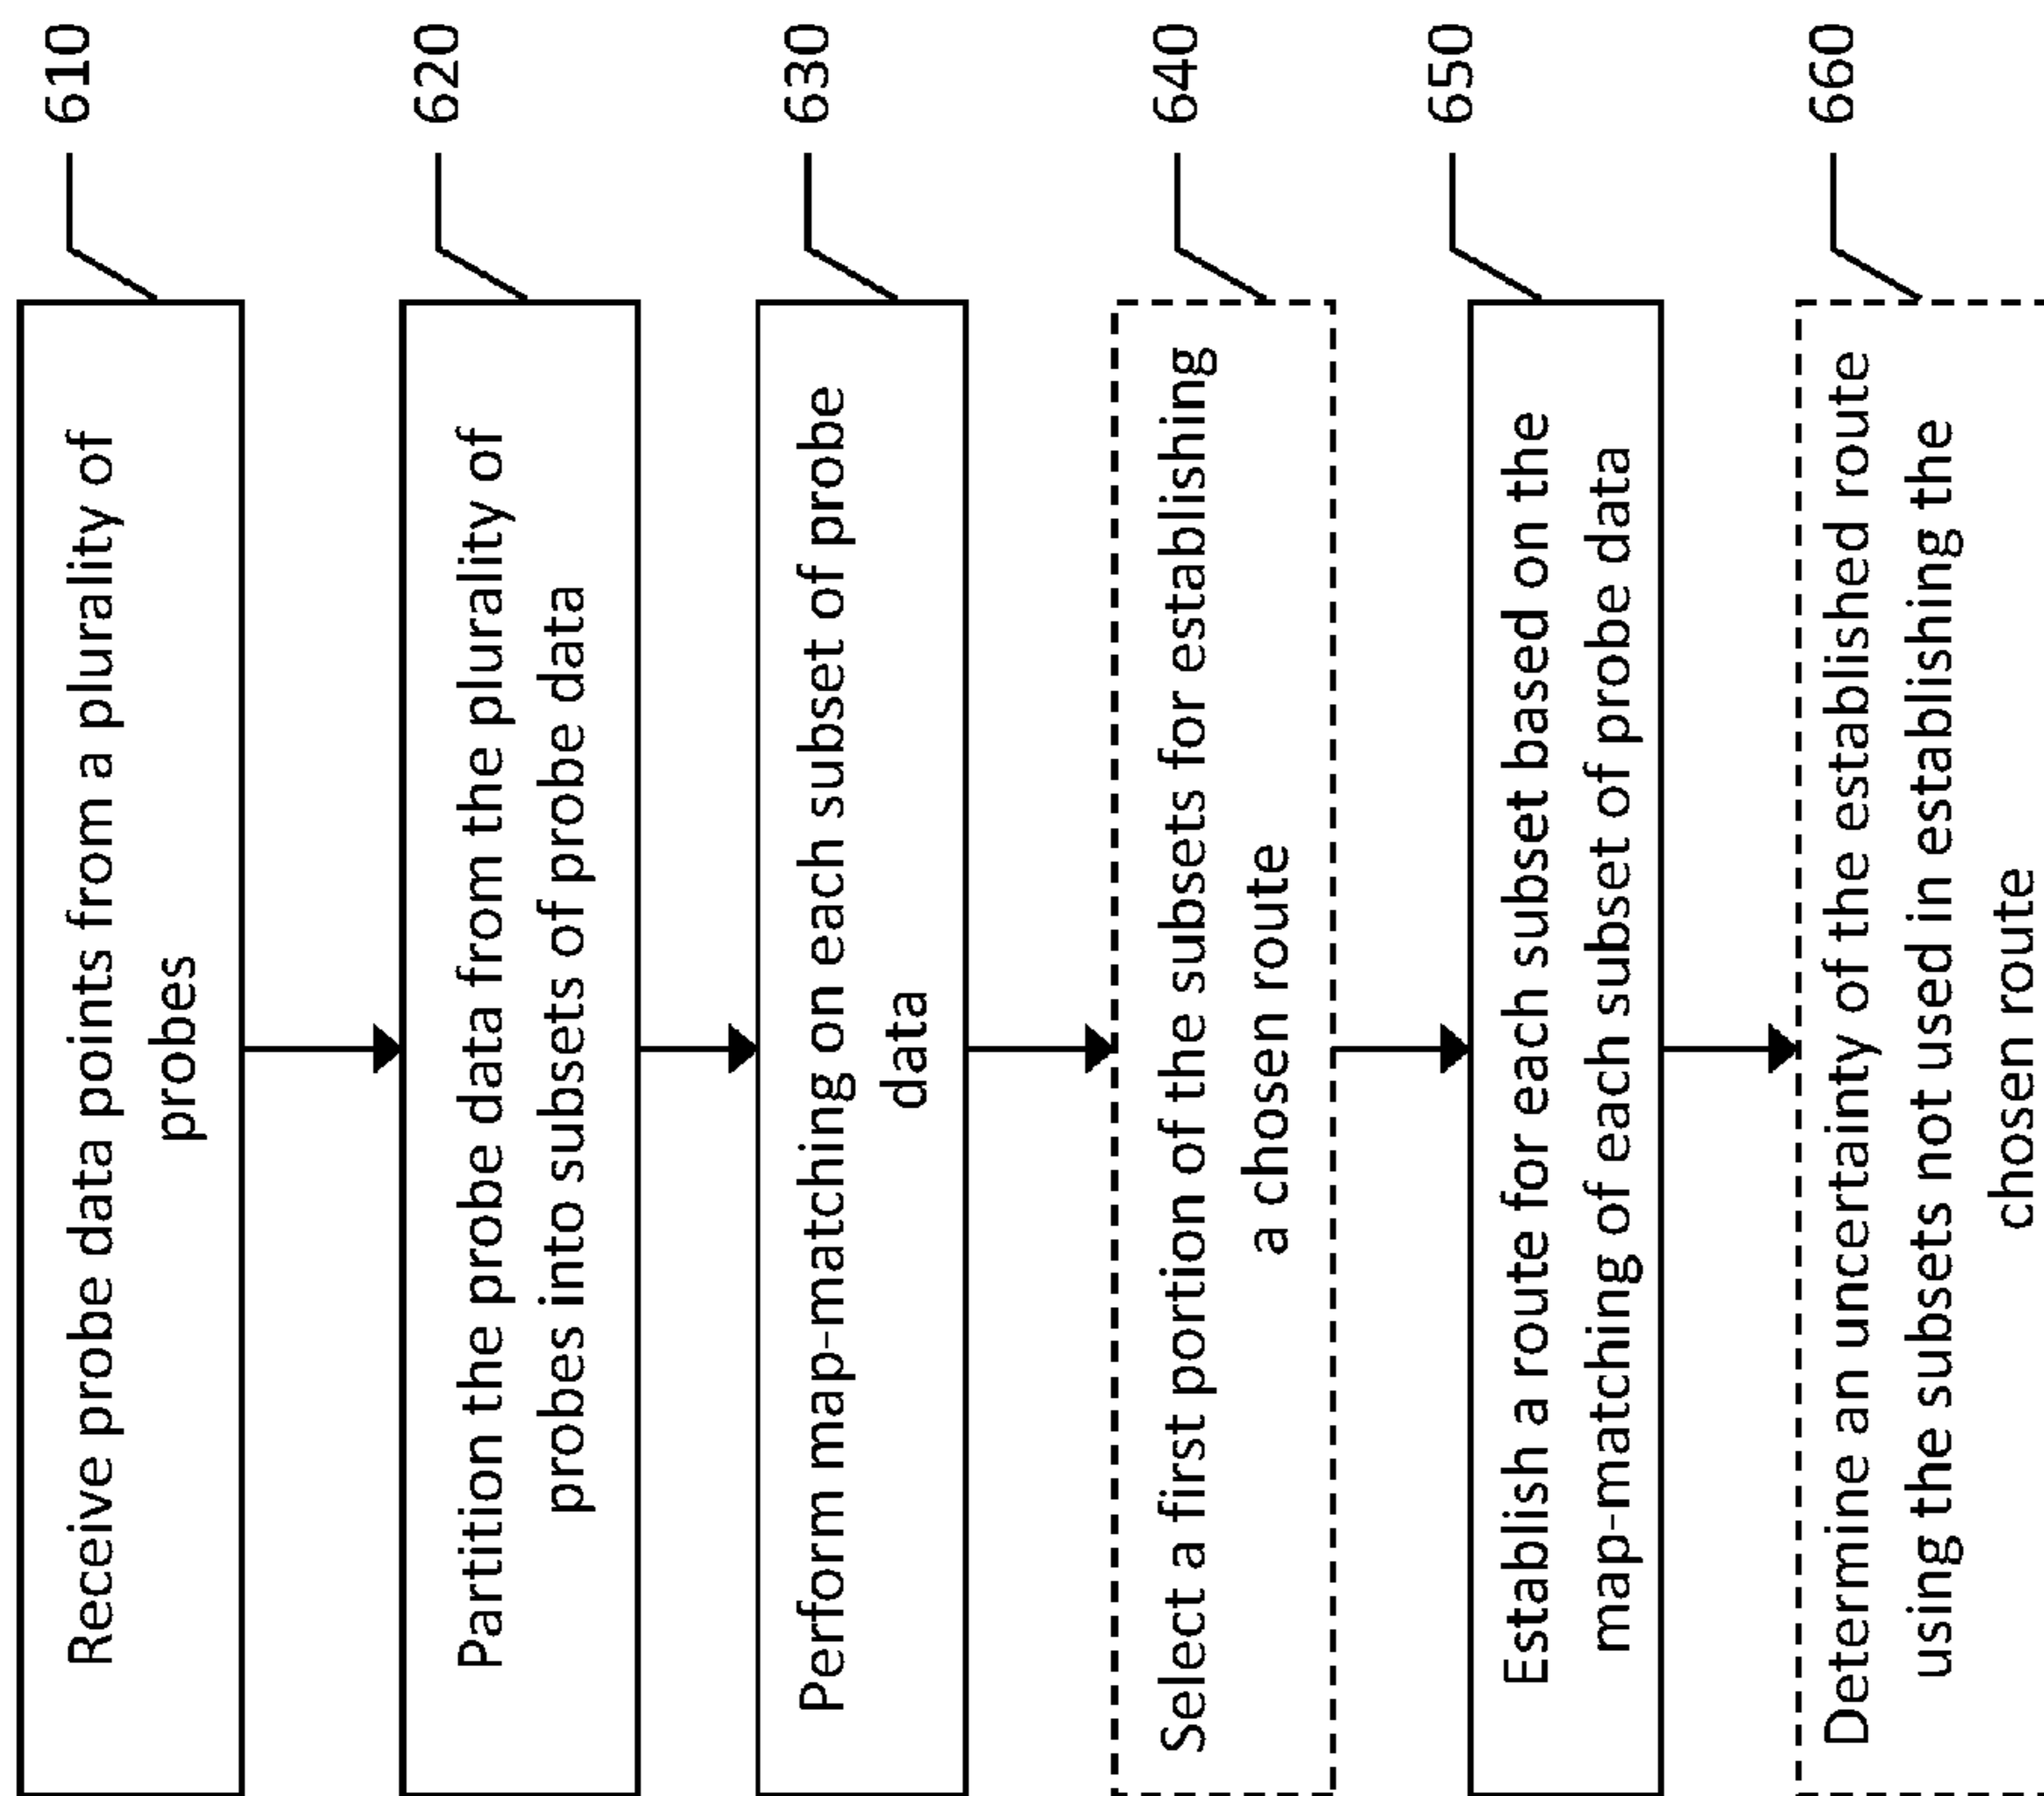 Receive probe data points from a plurality of
probes
610
Partition the probe data from the plurality of
probes into subsets of probe data
620
Perform map-matching on each subset of probe
data
630
Select a first portion of the subsets for establishing
a chosen route
640
Establish a route for each subset based on the
map-matching of each subset of probe data
650
Determine an uncertainty of the established route
using the subsets not used in establishing the
chosen route
660